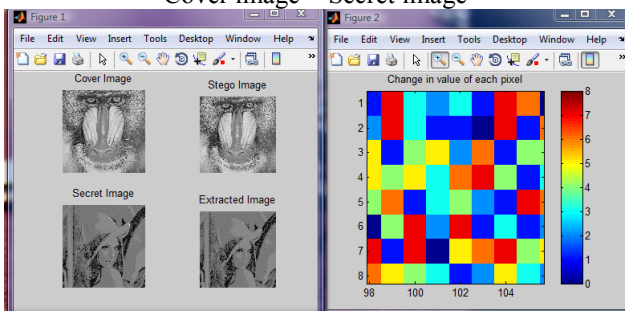 Cover image Secret image
Figure 1
File Edit View Insert Tools Desktop Window Help
Cover Image
Stego Image
Secret Image
Extracted Image
Figure 2
File Edit View Insert Tools Desktop Window Help
Change in value of each pixel
1
2
3
4
5
6
7
8
98 100 102 104
8
7
6
5
4
3
2
1
0